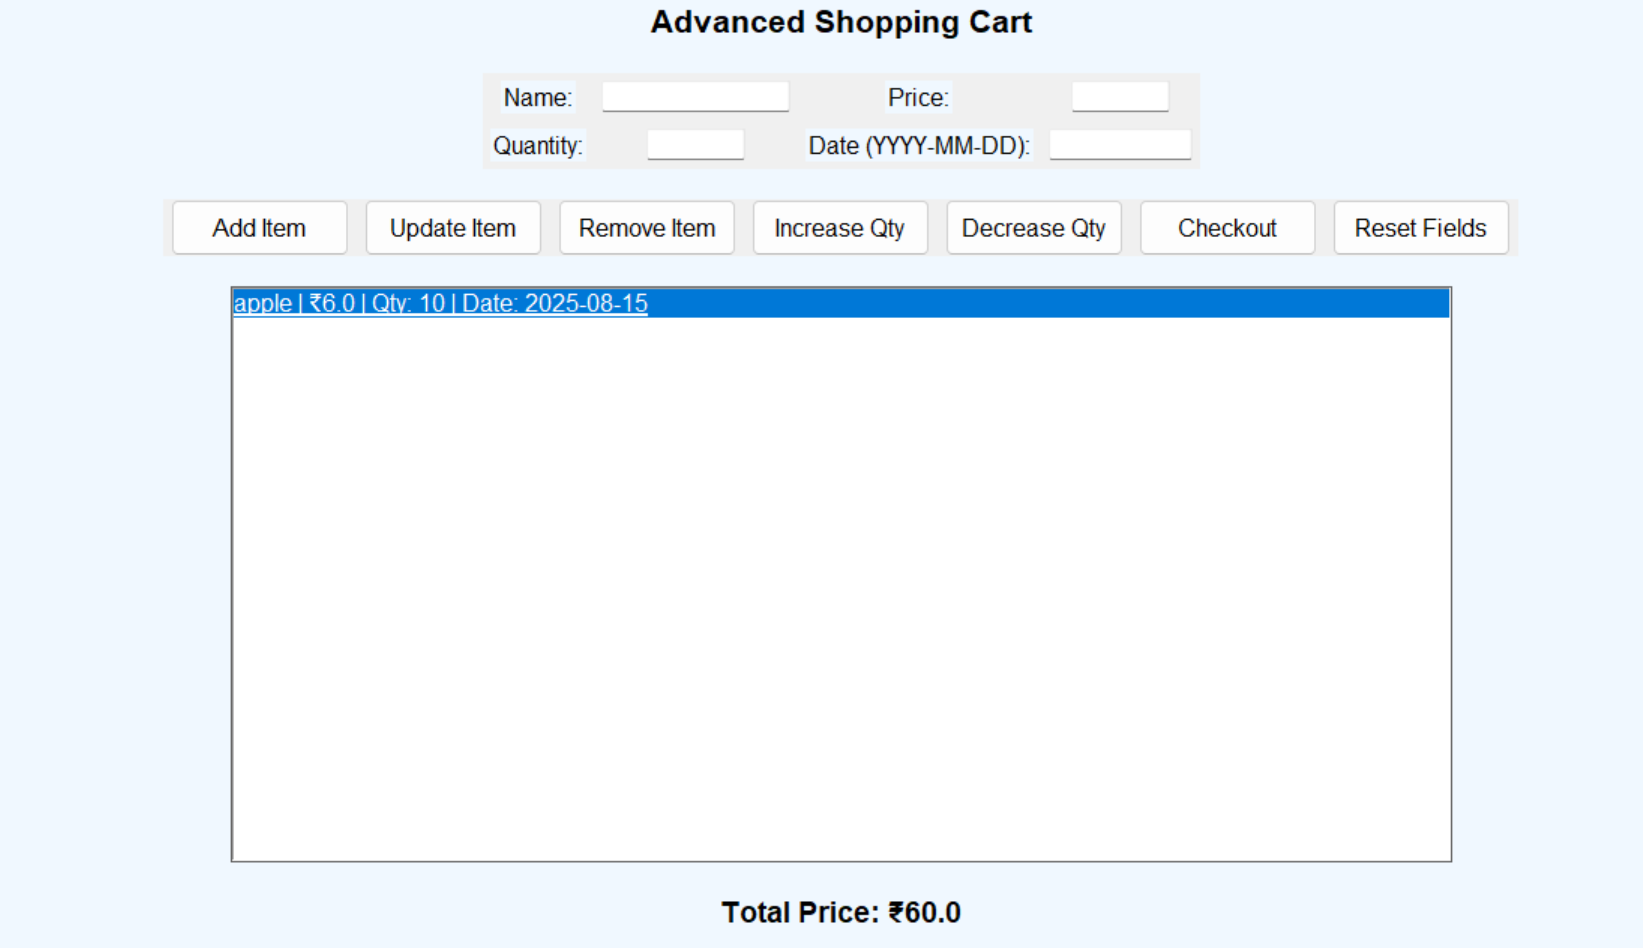 Advanced Shopping Cart
Name: Price:
Quantity: Date (YYYY-MM-DD):
Add Item Update Item Remove Item Increase Qty Decrease Qty Checkout Reset Fields
apple | ₹6.0 | Qty: 10 | Date: 2025-08-15
Total Price: ₹60.0